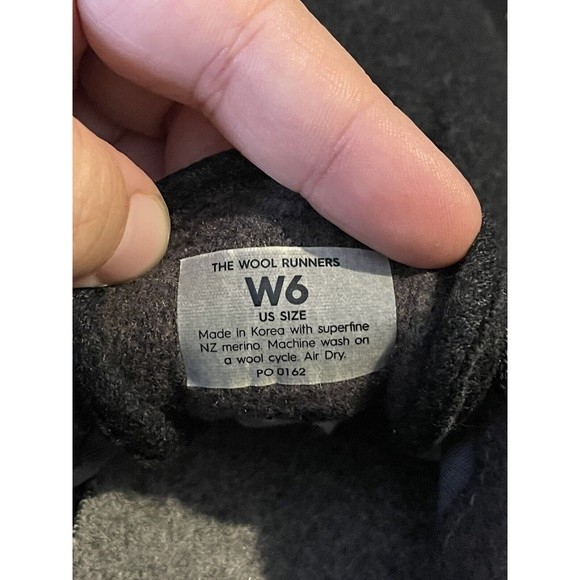 THE WOOL RUNNERS
W6
US SIZE
Made in Korea with superfine
NZ merino. Machine wash on
a wool cycle. Air Dry.
PO 0162